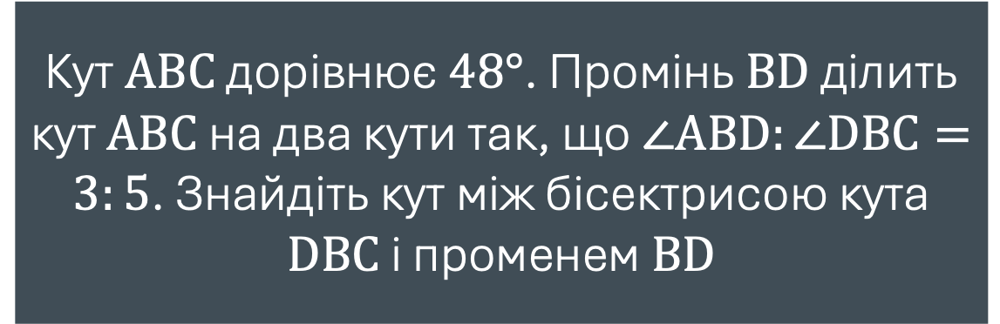 Кут ABC дорівнює 48°. Промінь BD ділить
кут ABC на два кути так, що ∠ABD: ∠DBC =
3: 5. Знайдіть кут між бісектрисою кута
DBC і променем BD